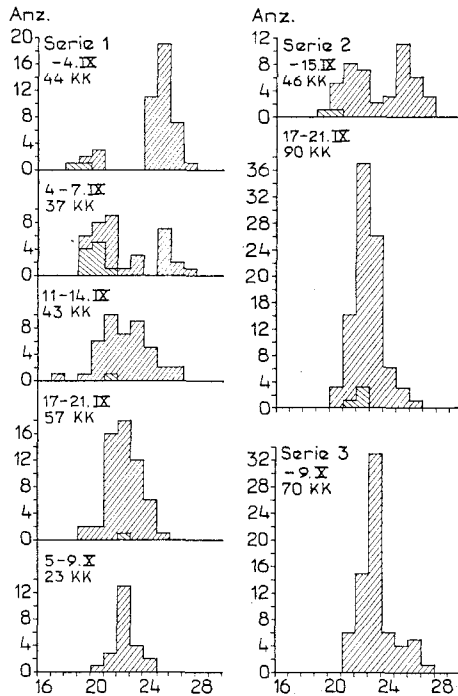 Anz.
Serie 1
-4.IX
44 KK
20
16
12
8
4
0
4-7.IX
37 KK
8
4
0
11-14.IX
43 KK
8
4
0
17-21.IX
57 KK
16
12
8
4
0
5-9.X
23 KK
12
8
4
0
16 20 24 28
Anz.
Serie 2
-15.IX
46 KK
12
8
4
0
17-21.IX
90 KK
36
32
28
24
20
16
12
8
4
0
Serie 3
-9.X
70 KK
32
28
24
20
16
12
8
4
0
16 20 24 28